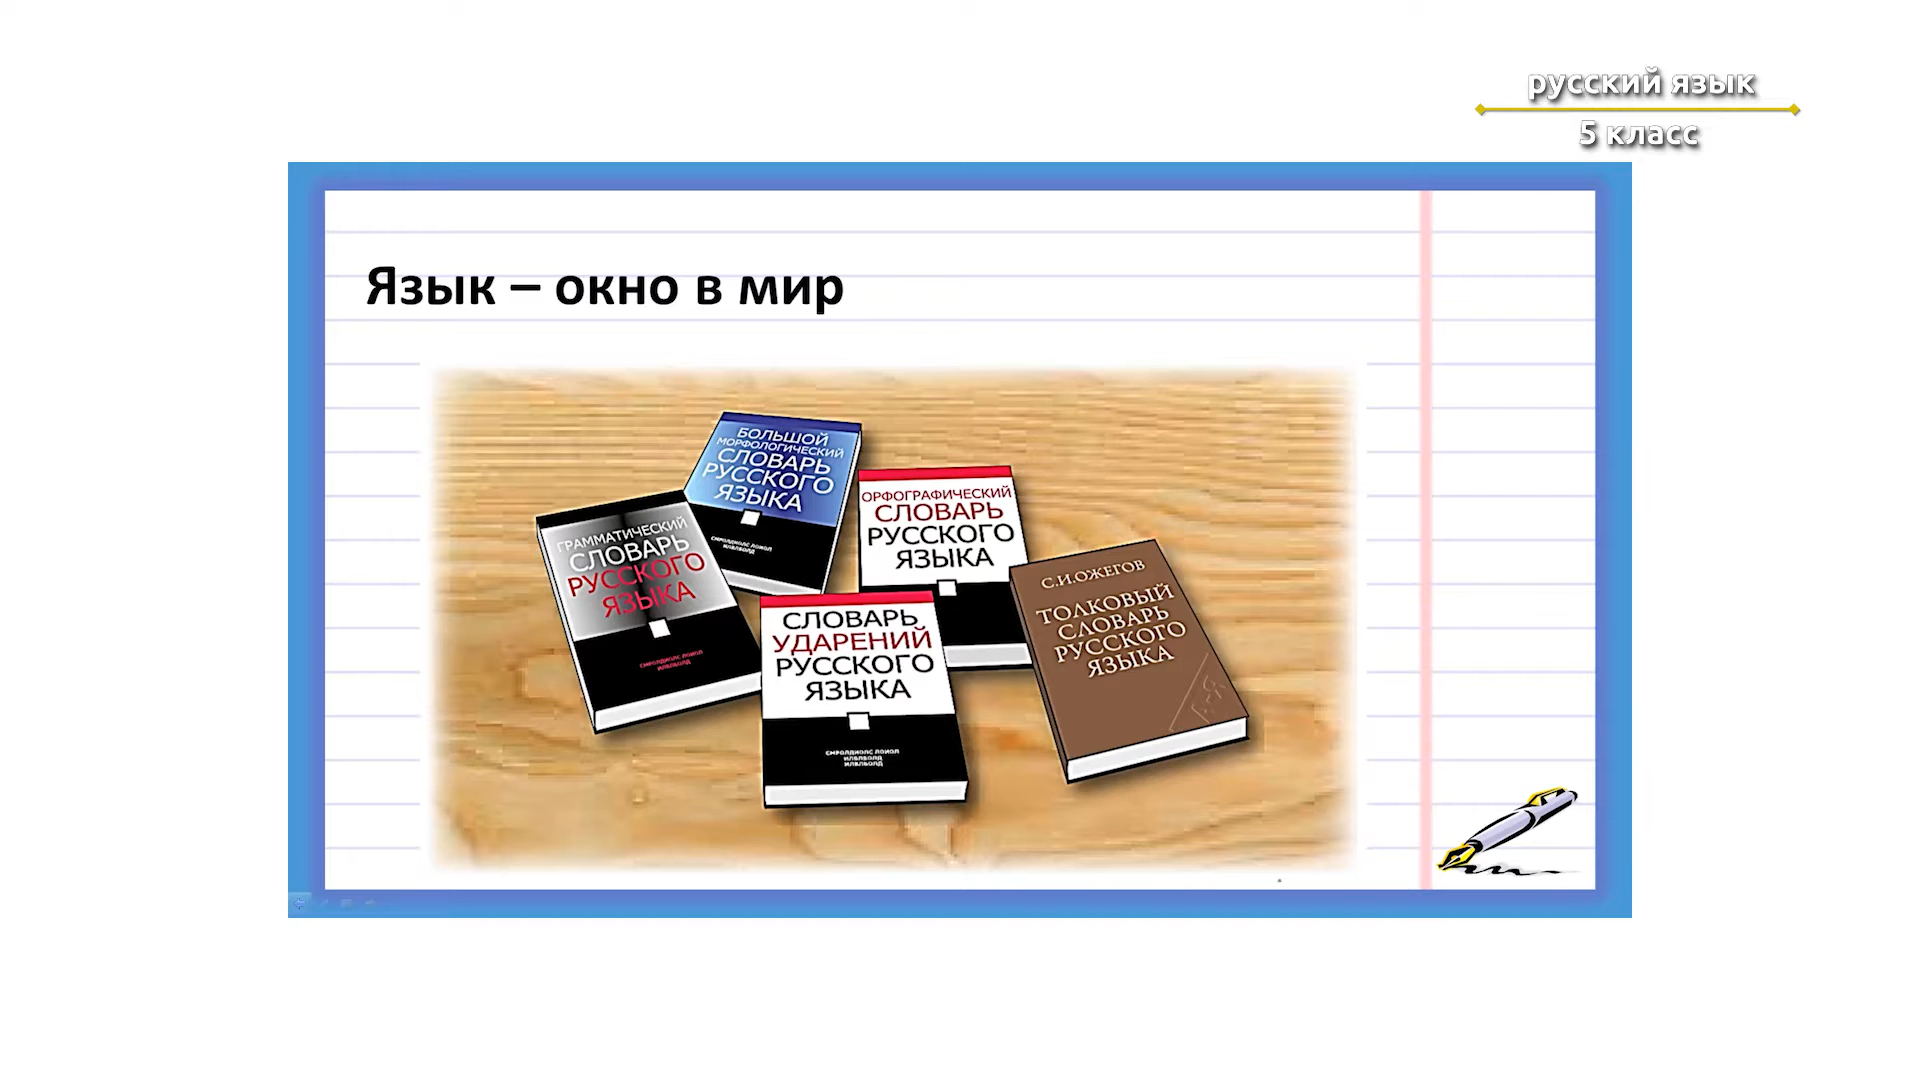 русский язык
5 класс
Язык – окно в мир
БОЛЬШОЙ
МОРФОЛОГИЧЕСКИЙ
СЛОВАРЬ
РУССКОГО
ЯЗЫКА
ОРФОГРАФИЧЕСКИЙ
СЛОВАРЬ
РУССКОГО
ЯЗЫКА
ГРАММАТИЧЕСКИЙ
СЛОВАРЬ
РУССКОГО
ЯЗЫКА
С.И.ОЖЕГОВ
ТОЛКОВЫЙ
СЛОВАРЬ
РУССКОГО
ЯЗЫКА
СЛОВАРЬ
УДАРЕНИЙ
РУССКОГО
ЯЗЫКА